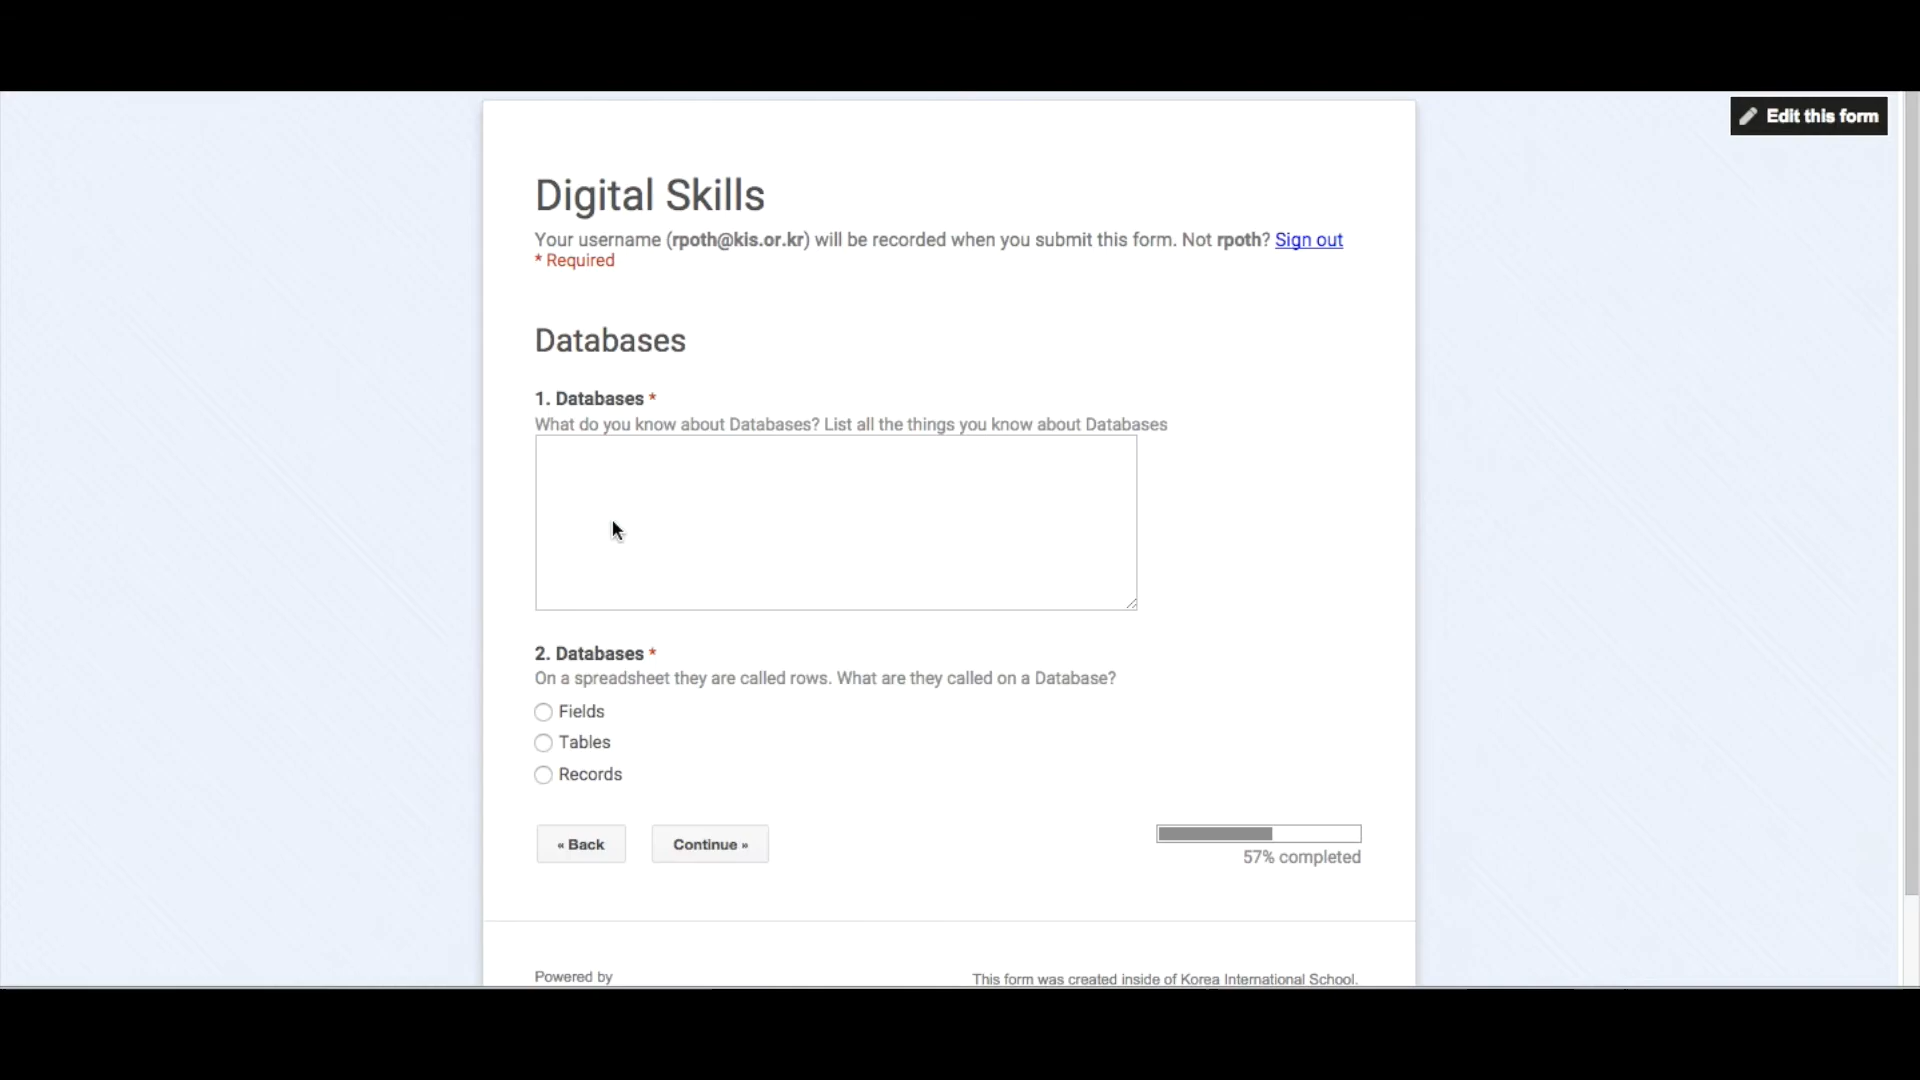 Edit this form
Digital Skills
Your username (rpoth@kis.or.kr) will be recorded when you submit this form. Not rpoth? Sign out
* Required
Databases
1. Databases *
What do you know about Databases? List all the things you know about Databases
2. Databases *
On a spreadsheet they are called rows. What are they called on a Database?
Fields
Tables
Records
« Back
Continue »
57% completed
Powered by
This form was created inside of Korea International School.